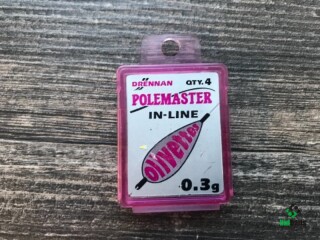 DRENNAN QTY. 4
POLEMASTER
IN-LINE
olivettes
0.3g